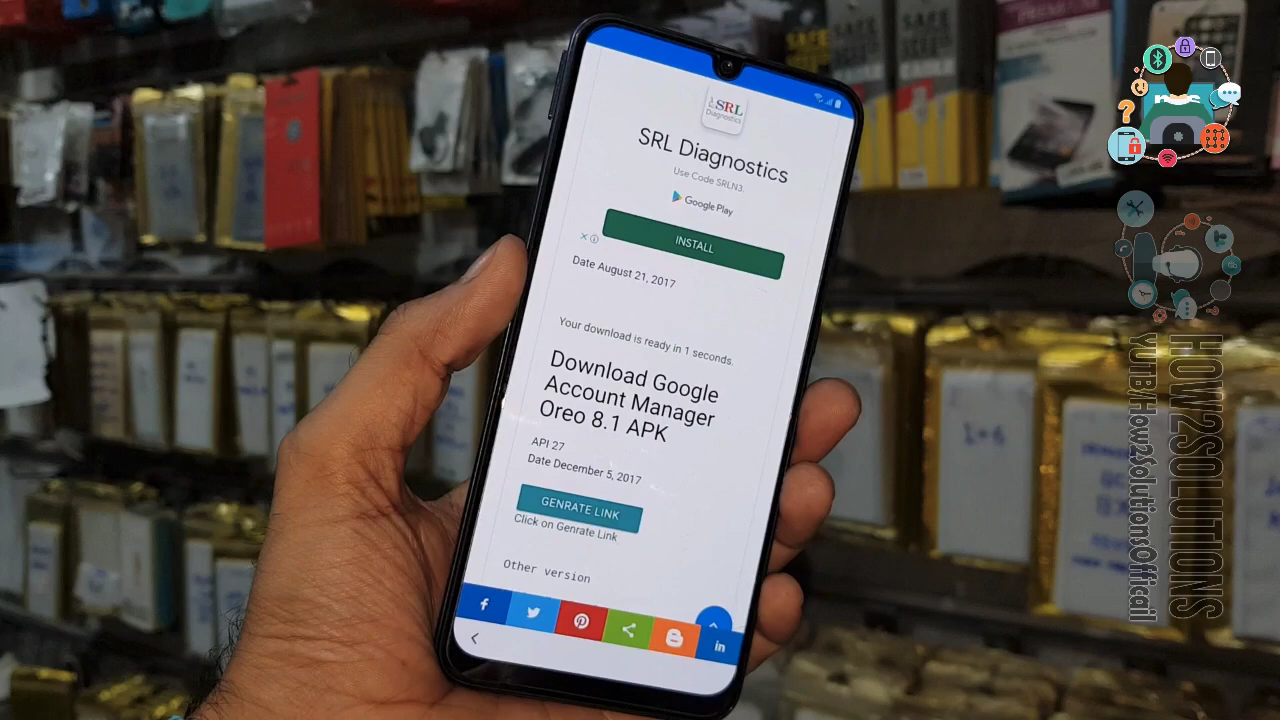 SRL
Diagnostics
SRL Diagnostics
Use Code SRLN3.
Google Play
INSTALL
Date August 21, 2017
Your download is ready in 1 seconds.
Download Google
Account Manager
Oreo 8.1 APK
API 27
Date December 5, 2017
GENRATE LINK
Click on Genrate Link
Other version
in
HOW2SOLUTIONS
YUTB/How2SolutionsOfficail